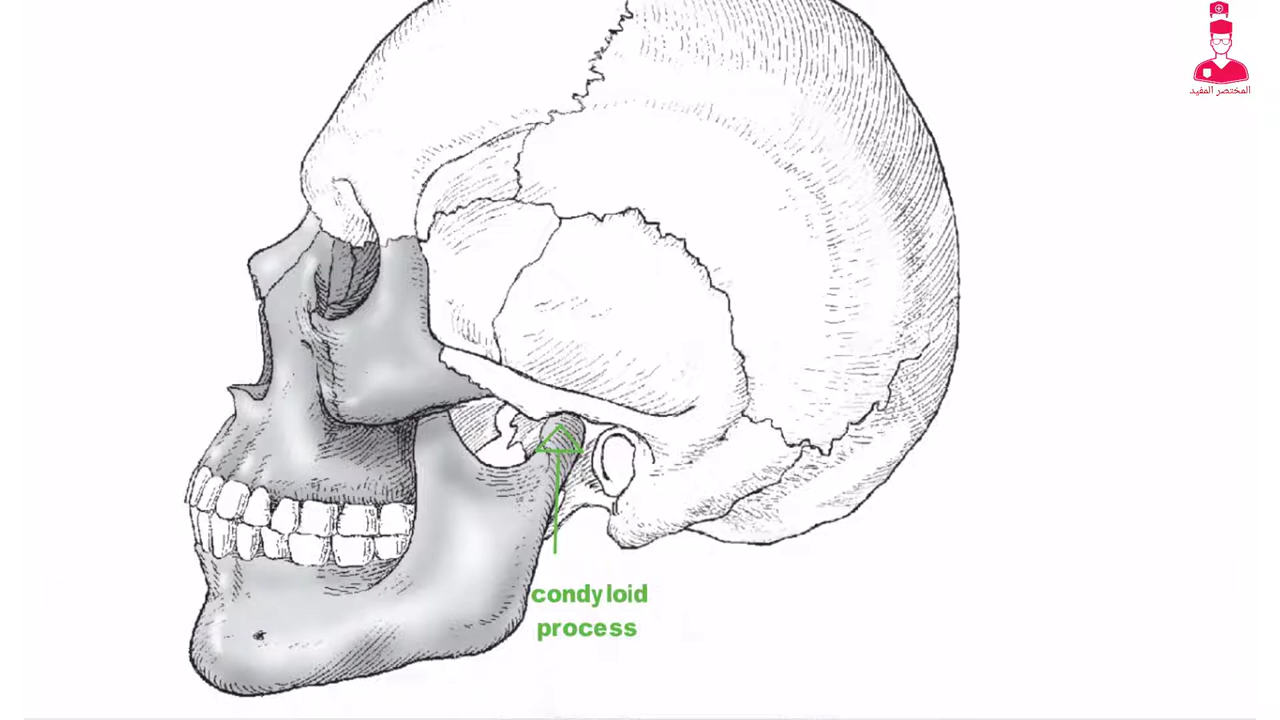 المختصر المفيد
condyloid
process